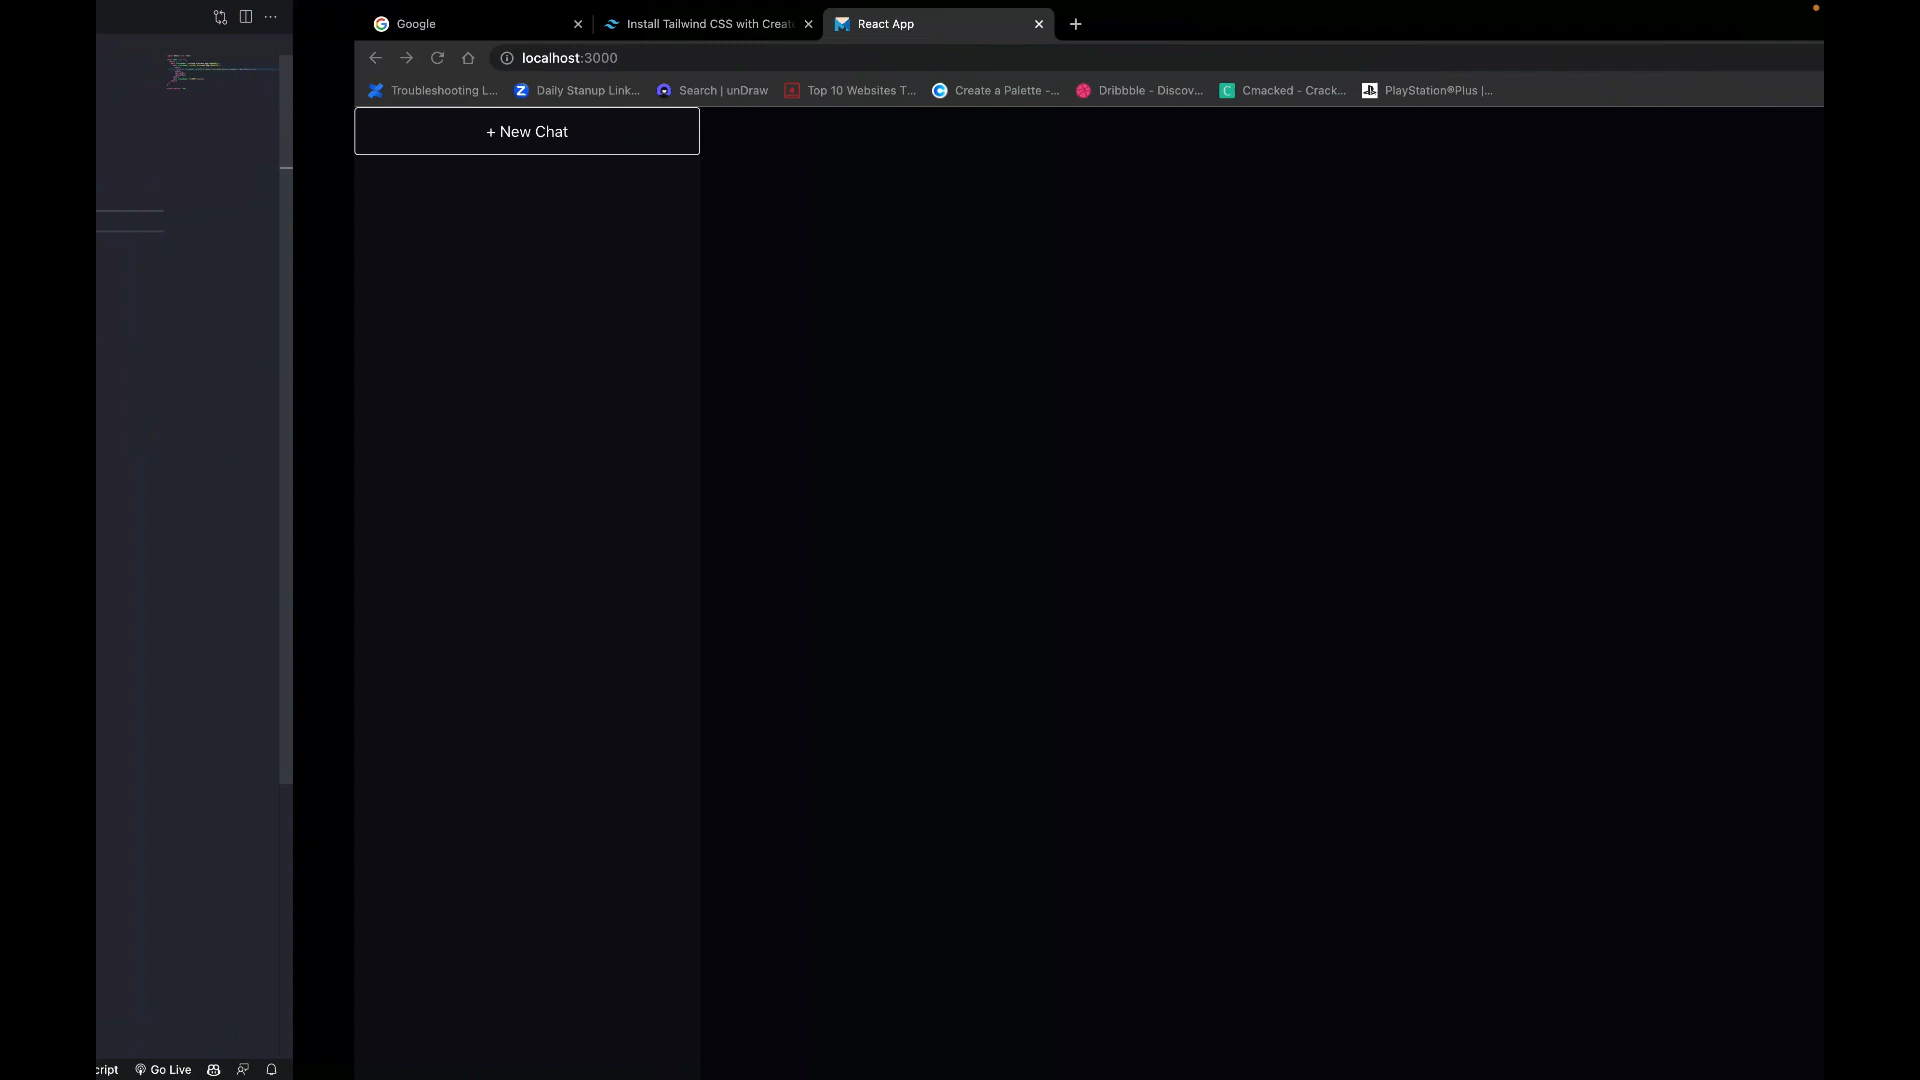 Google
Install Tailwind CSS with Creat
React App
localhost:3000
Troubleshooting L...
Daily Stanup Link...
Search | unDraw
Top 10 Websites T...
Create a Palette -...
Dribbble - Discov...
Cmacked - Crack...
PlayStation®Plus |...
+ New Chat
cript
Go Live